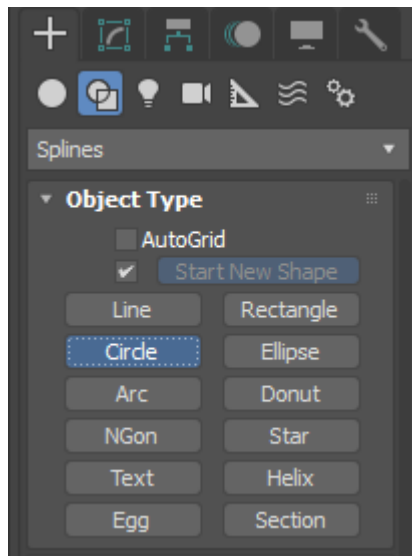 Splines
Object Type
AutoGrid
Start New Shape
Line Rectangle
Circle Ellipse
Arc Donut
NGon Star
Text Helix
Egg Section